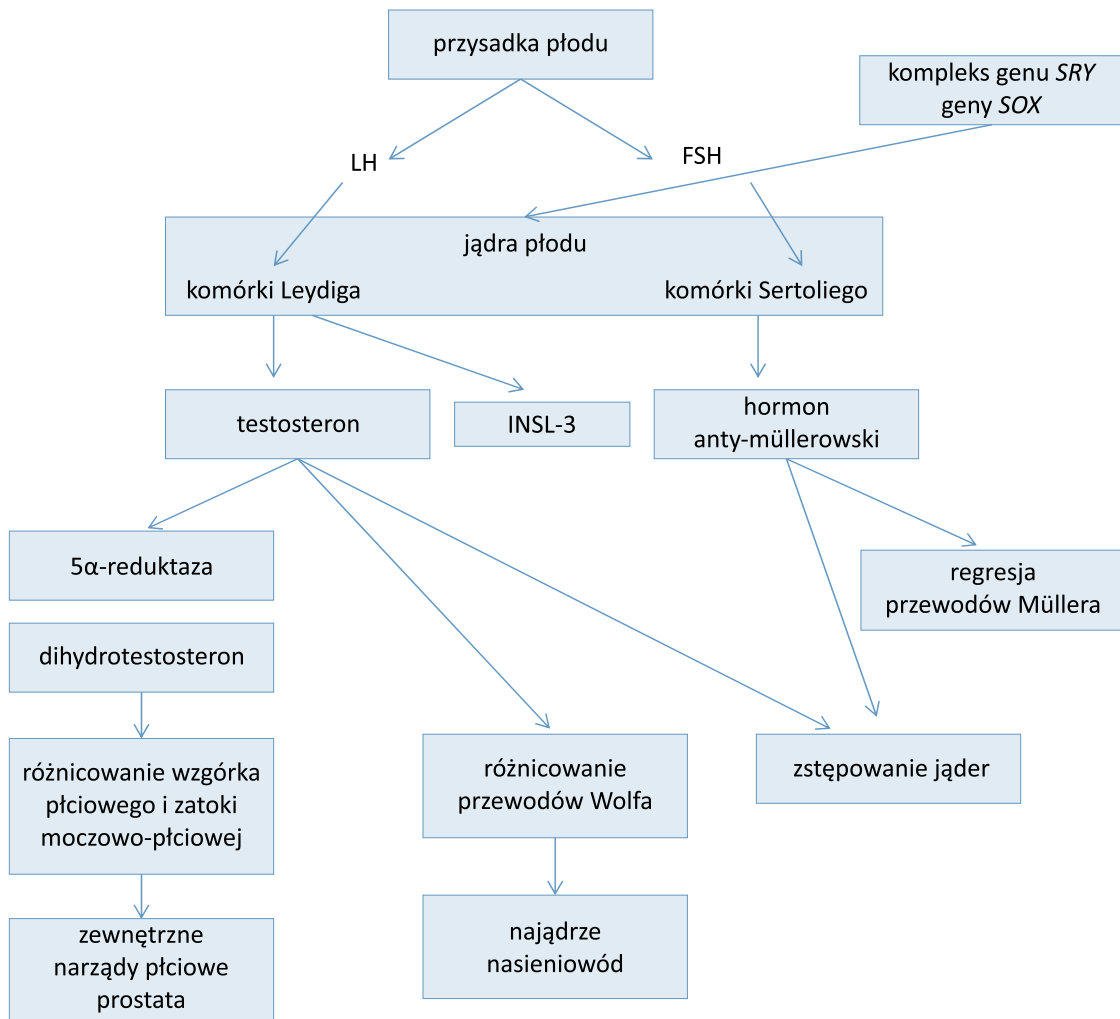 przysadka płodu
kompleks genu SRY
geny SOX
LH
FSH
jądra płodu
komórki Leydiga
komórki Sertoliego
testosteron
INSL-3
hormon
anty-müllerowski
5α-reduktaza
regresja
przewodów Müllera
dihydrotestosteron
różnicowanie wzgórka
płciowego i zatoki
moczowo-płciowej
różnicowanie
przewodów Wolfa
zstępowanie jąder
zewnętrzne
narządy płciowe
prostata
najądrze
nasieniowód